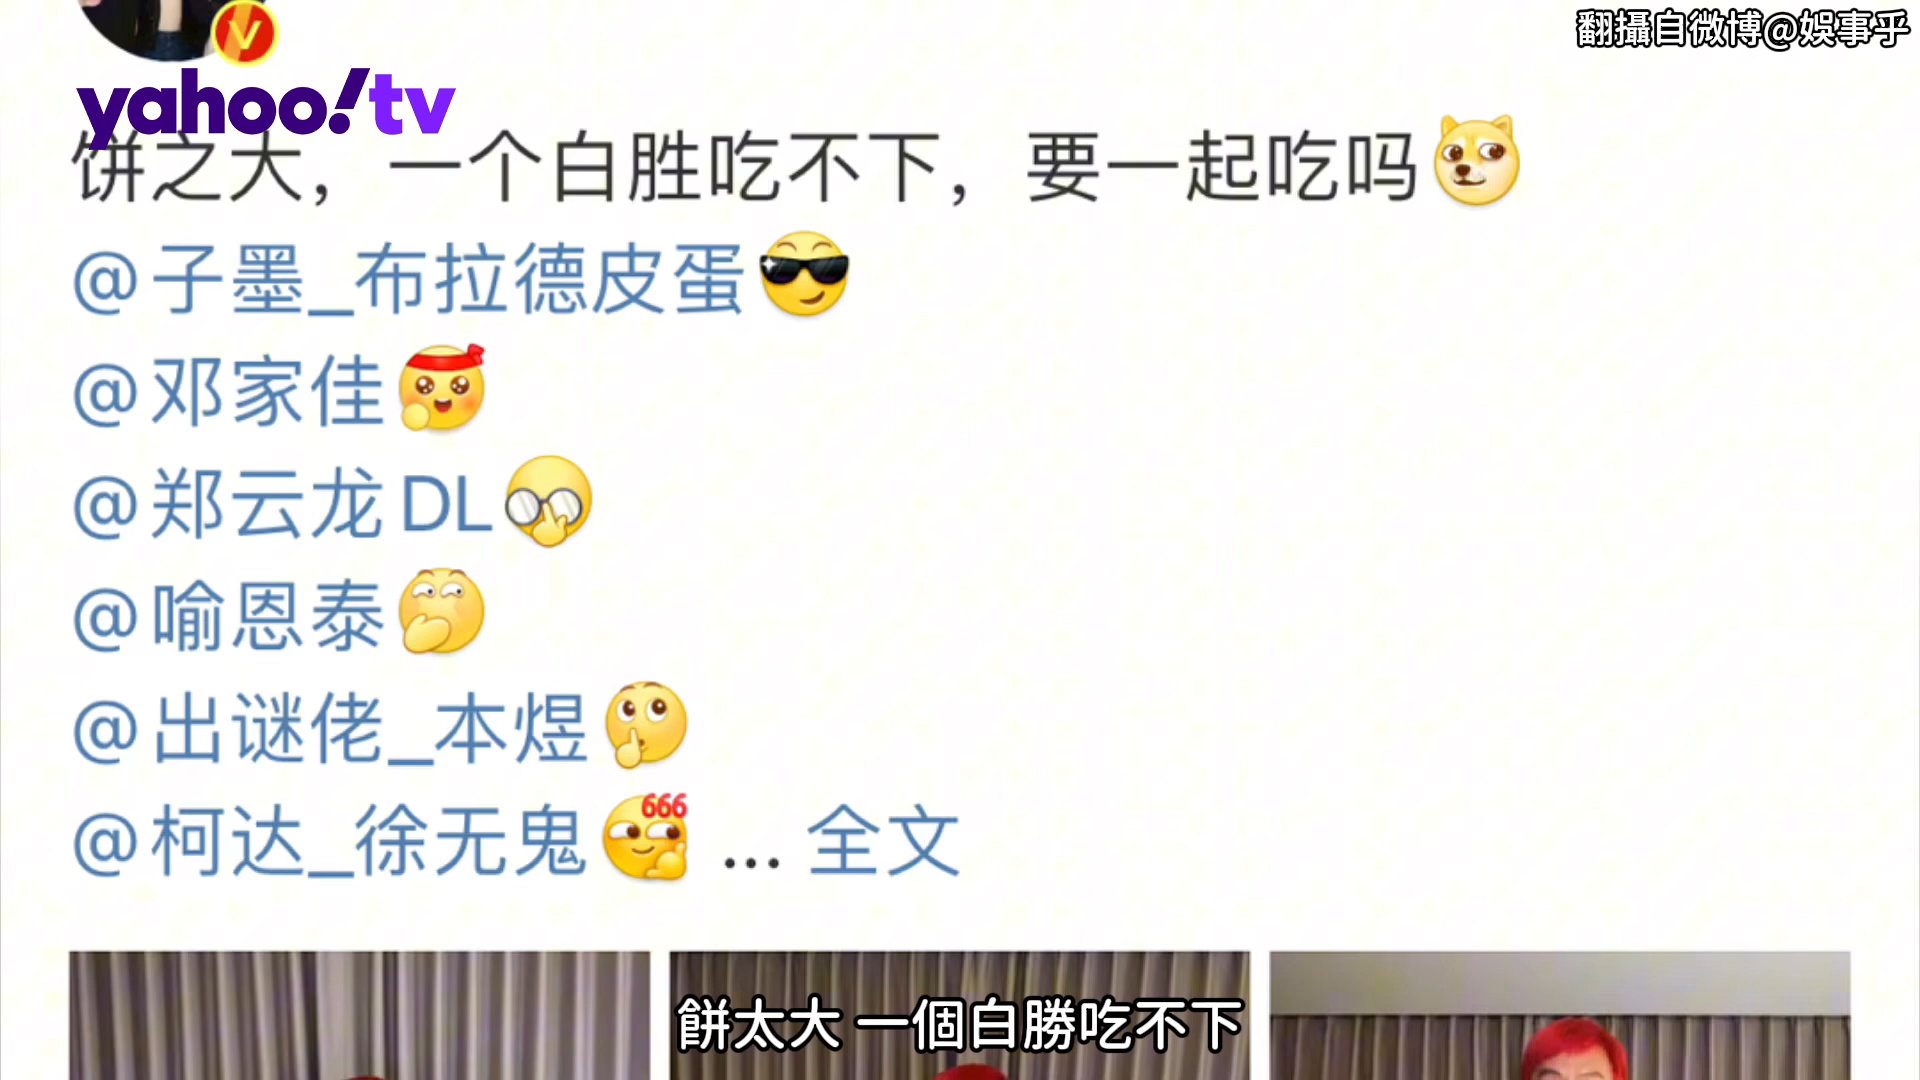 翻攝自微博@娛事乎
V
yahoo!tv
饼之大，一个白胜吃不下，要一起吃吗
@子墨_布拉德皮蛋
@邓家佳
@郑云龙DL
@喻恩泰
@出谜佬_本煜
@柯达_徐无鬼 666 ... 全文
餅太大 一個白勝吃不下